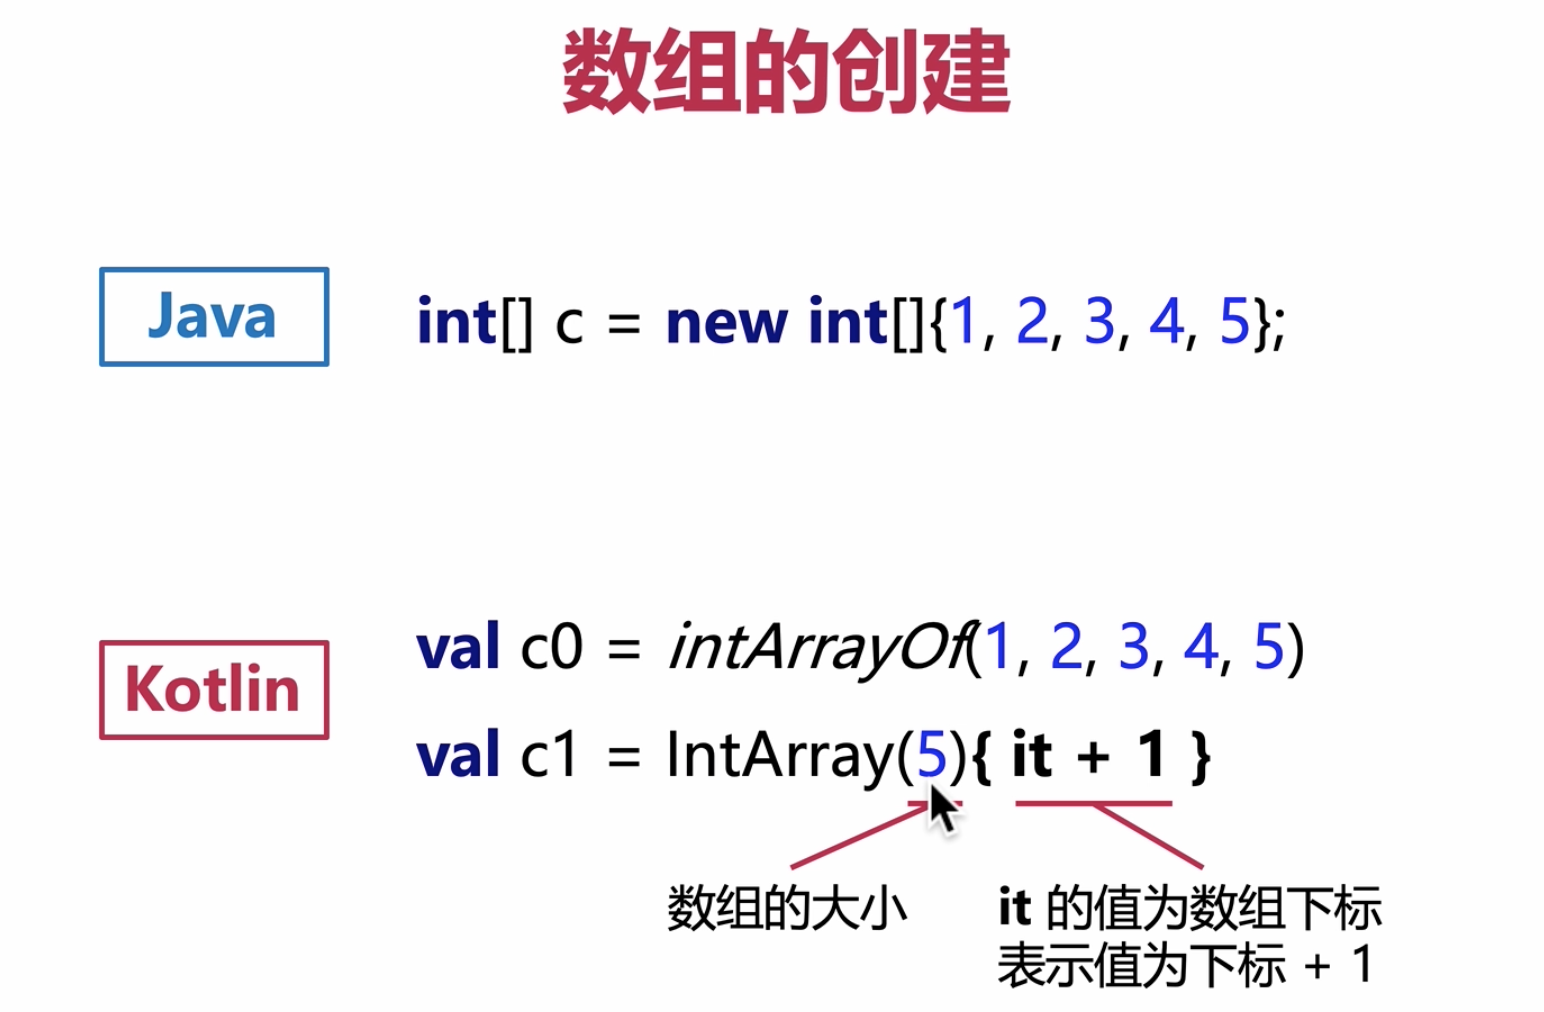 数组的创建
Java
int[] c = new int[]{1, 2, 3, 4, 5};
Kotlin
val c0 = intArrayOf(1, 2, 3, 4, 5)
val c1 = IntArray(5){ it + 1 }
数组的大小
it 的值为数组下标
表示值为下标 + 1